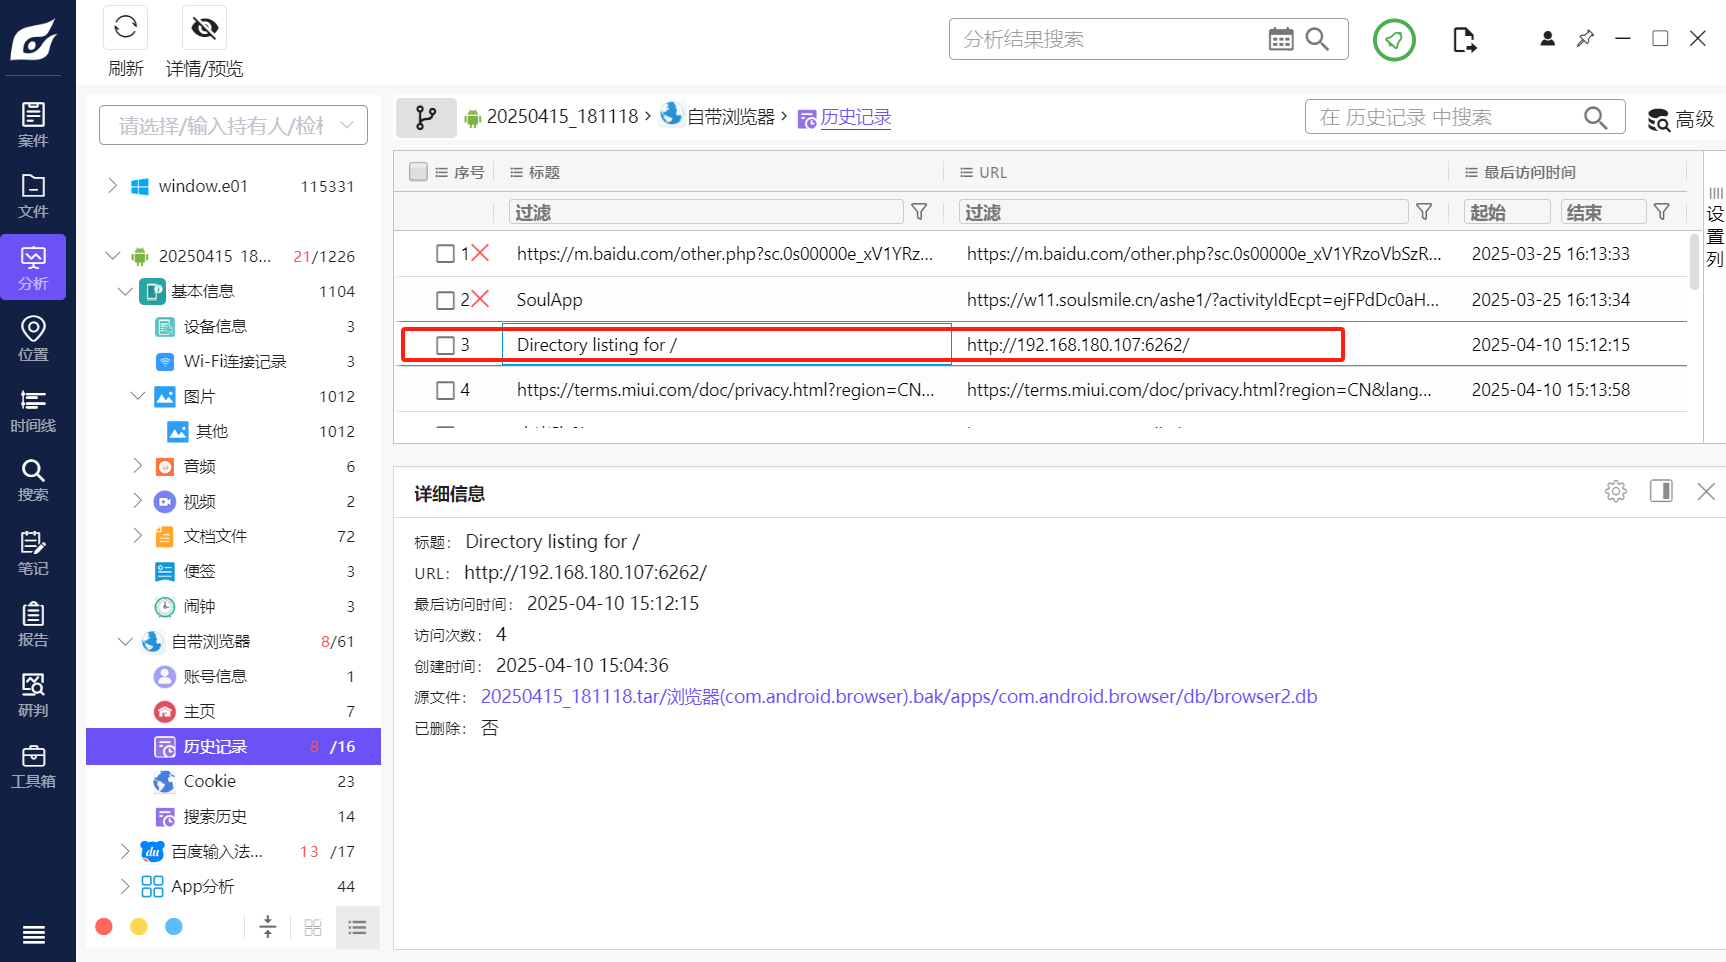 刷新
详情/预览
分析结果搜索
案件
文件
分析
位置
时间线
搜索
笔记
报告
研判
工具箱
请选择/输入持有人/检材
window.e01 115331
20250415 18... 21/1226
基本信息 1104
设备信息 3
Wi-Fi连接记录 3
图片 1012
其他 1012
音频 6
视频 2
文档文件 72
便签 3
闹钟 3
自带浏览器 8/61
账号信息 1
主页 7
历史记录 8 /16
Cookie 23
搜索历史 14
du 百度输入法... 13 /17
App分析 44
20250415_181118 › 自带浏览器 › 历史记录
在 历史记录 中搜索
高级
序号 标题 URL 最后访问时间
过滤 过滤 起始 结束
1 https://m.baidu.com/other.php?sc.0s00000e_xV1YRz... https://m.baidu.com/other.php?sc.0s00000e_xV1YRzoVbSzR... 2025-03-25 16:13:33
2 SoulApp https://w11.soulsmile.cn/ashe1/?activityIdEcpt=ejFPdDc0aH... 2025-03-25 16:13:34
3 Directory listing for / http://192.168.180.107:6262/ 2025-04-10 15:12:15
4 https://terms.miui.com/doc/privacy.html?region=CN... https://terms.miui.com/doc/privacy.html?region=CN&lang... 2025-04-10 15:13:58
设置列
详细信息
标题： Directory listing for /
URL： http://192.168.180.107:6262/
最后访问时间： 2025-04-10 15:12:15
访问次数： 4
创建时间： 2025-04-10 15:04:36
源文件： 20250415_181118.tar/浏览器(com.android.browser).bak/apps/com.android.browser/db/browser2.db
已删除： 否